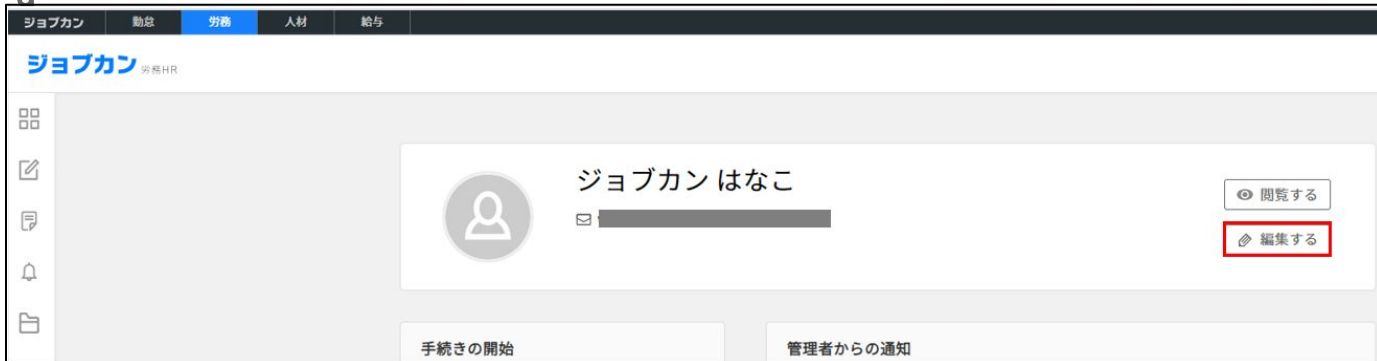 ジョブカン 勤怠 労務 人材 給与
ジョブカン 労務HR
ジョブカン はなこ
閲覧する
編集する
手続きの開始 管理者からの通知